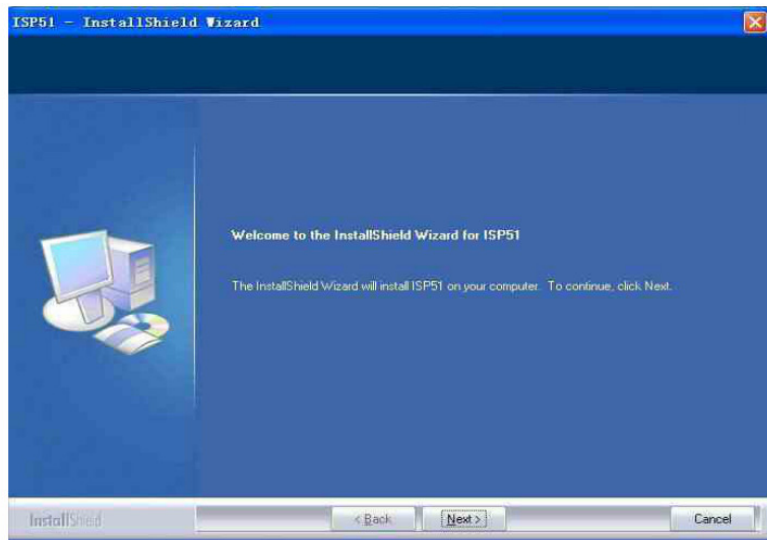 ISP51 - InstallShield Wizard
Welcome to the InstallShield Wizard for ISP51
The InstallShield Wizard will install ISP51 on your computer. To continue, click Next.
InstallShield
< Back
Next >
Cancel